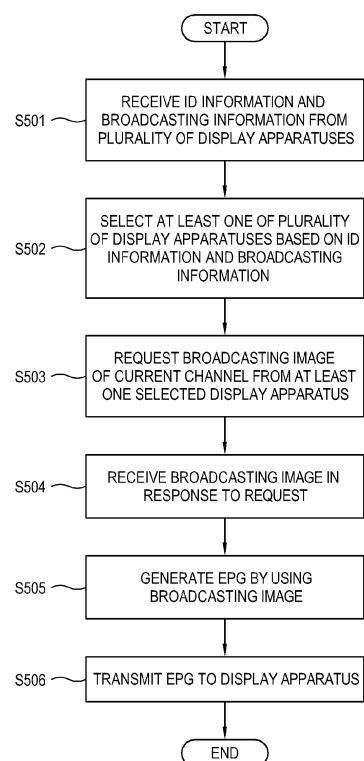 START
S501
RECEIVE ID INFORMATION AND
BROADCASTING INFORMATION FROM
PLURALITY OF DISPLAY APPARATUSES
S502
SELECT AT LEAST ONE OF PLURALITY
OF DISPLAY APPARATUSES BASED ON ID
INFORMATION AND BROADCASTING
INFORMATION
S503
REQUEST BROADCASTING IMAGE
OF CURRENT CHANNEL FROM AT LEAST
ONE SELECTED DISPLAY APPARATUS
S504
RECEIVE BROADCASTING IMAGE IN
RESPONSE TO REQUEST
S505
GENERATE EPG BY USING
BROADCASTING IMAGE
S506
TRANSMIT EPG TO DISPLAY APPARATUS
END